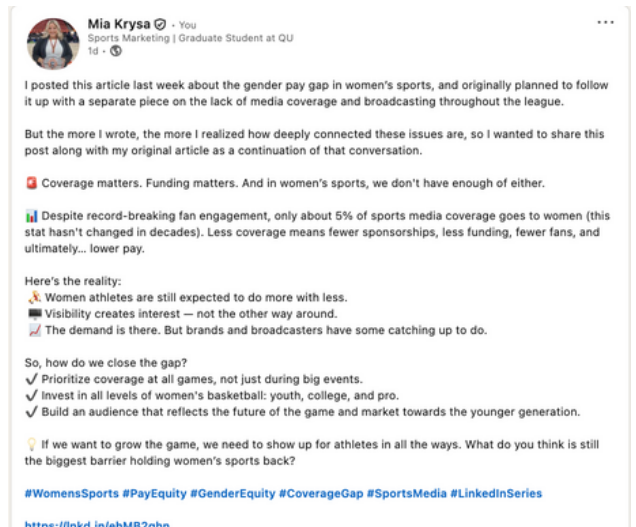 Mia Krysa · You
Sports Marketing | Graduate Student at QU
1d ·
I posted this article last week about the gender pay gap in women's sports, and originally planned to follow
it up with a separate piece on the lack of media coverage and broadcasting throughout the league.
But the more I wrote, the more I realized how deeply connected these issues are, so I wanted to share this
post along with my original article as a continuation of that conversation.
🚨 Coverage matters. Funding matters. And in women's sports, we don't have enough of either.
📊 Despite record-breaking fan engagement, only about 5% of sports media coverage goes to women (this
stat hasn't changed in decades). Less coverage means fewer sponsorships, less funding, fewer fans, and
ultimately... lower pay.
Here's the reality:
⛹️‍♀️ Women athletes are still expected to do more with less.
🖥️ Visibility creates interest — not the other way around.
📈 The demand is there. But brands and broadcasters have some catching up to do.
So, how do we close the gap?
✔ Prioritize coverage at all games, not just during big events.
✔ Invest in all levels of women's basketball: youth, college, and pro.
✔ Build an audience that reflects the future of the game and market towards the younger generation.
💡 If we want to grow the game, we need to show up for athletes in all the ways. What do you think is still
the biggest barrier holding women's sports back?
#WomensSports #PayEquity #GenderEquity #CoverageGap #SportsMedia #LinkedInSeries